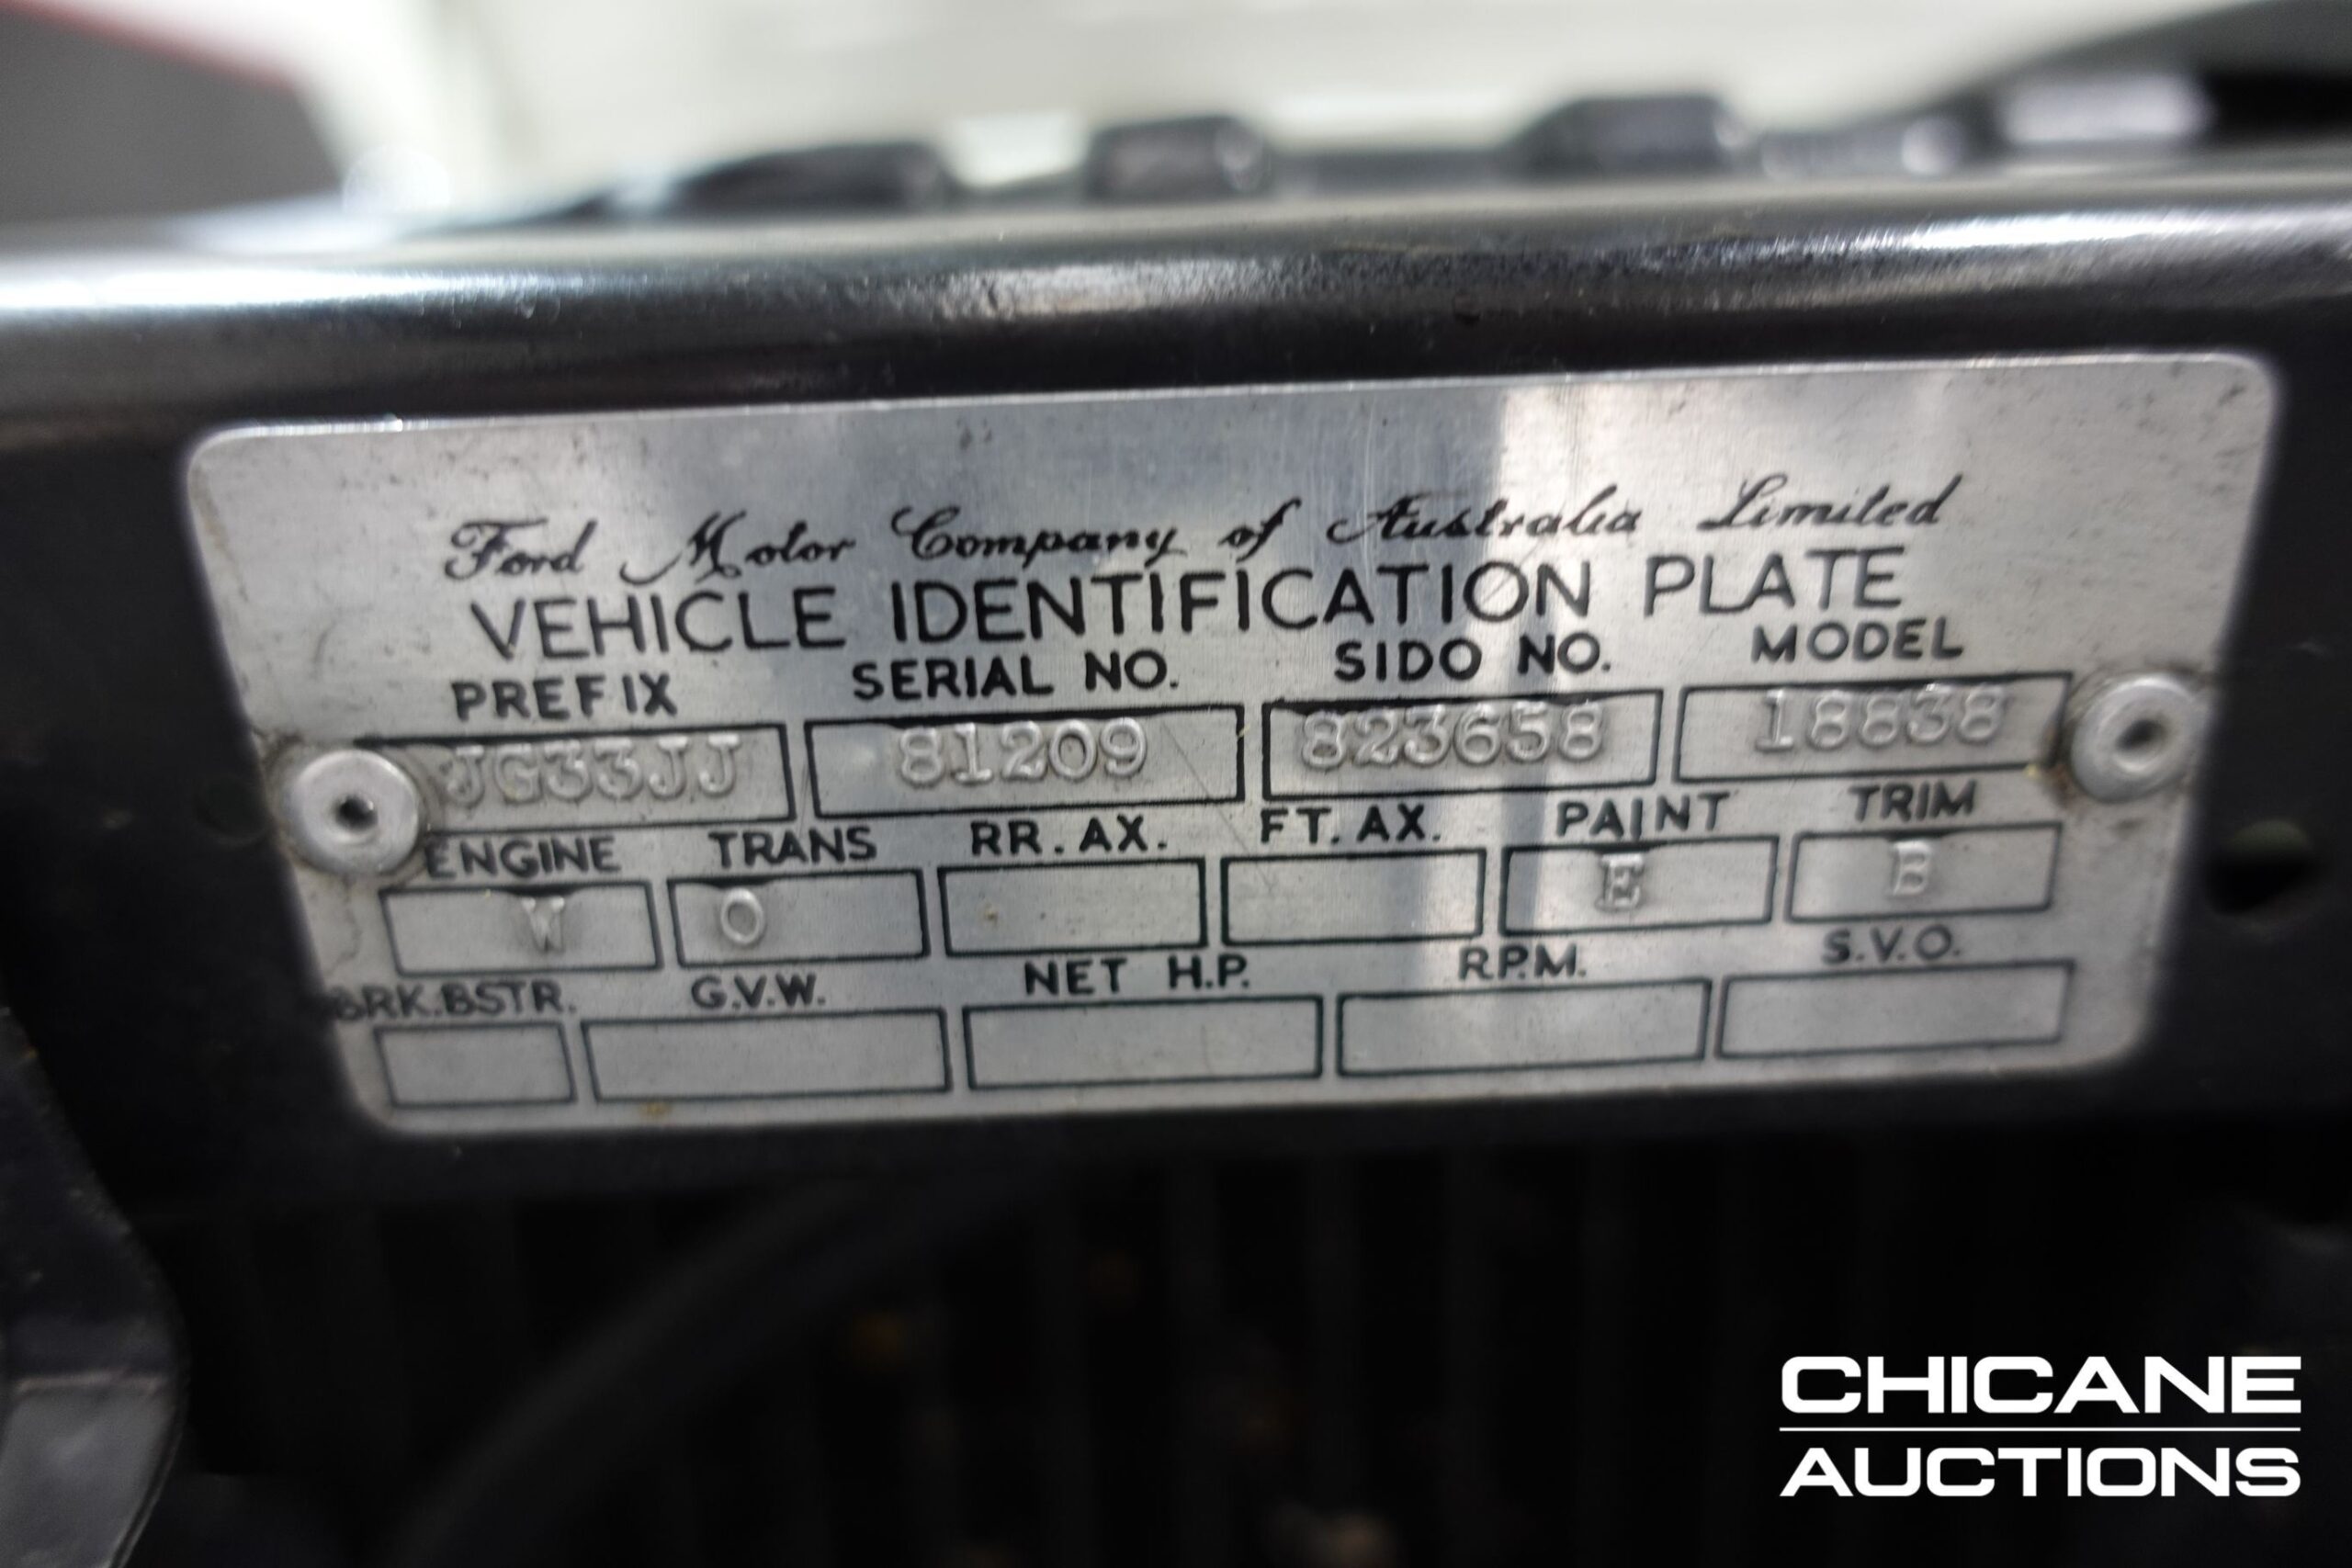 Ford Motor Company of Australia Limited
VEHICLE IDENTIFICATION PLATE
PREFIX SERIAL NO. SIDO NO. MODEL
JG33JJ 81209 823658 18838
ENGINE TRANS RR. AX. FT. AX. PAINT TRIM
W O E B
BRK.BSTR. G.V.W. NET H.P. R.P.M. S.V.O.
CHICANE
AUCTIONS